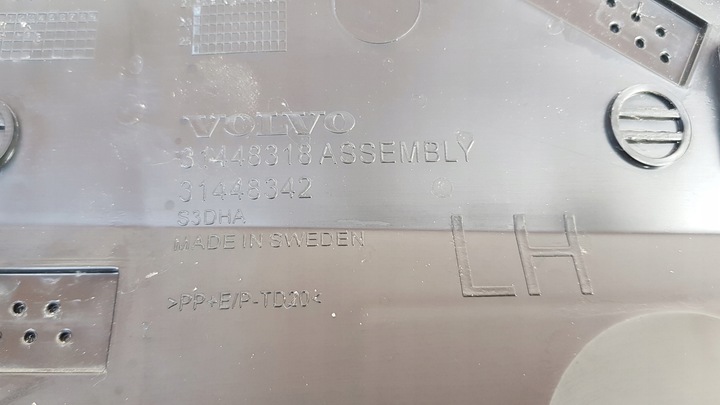 VOLVO
31448318 ASSEMBLY
31448342
S3DHA
MADE IN SWEDEN
LH
>PP+E/P-TD20<